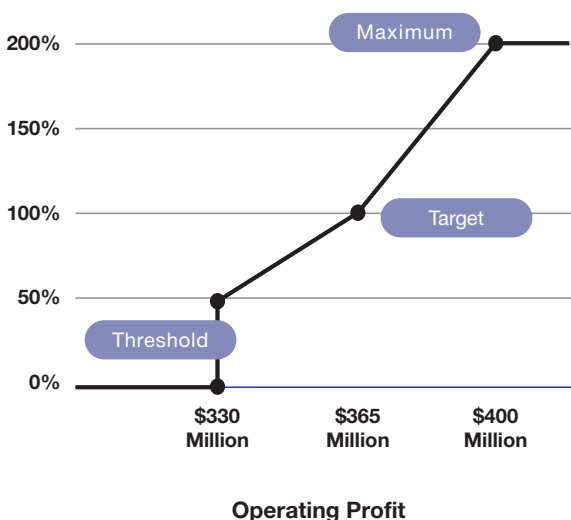 200%
Maximum
150%
100%
Target
50%
Threshold
0%
$330
Million
$365
Million
$400
Million
Operating Profit